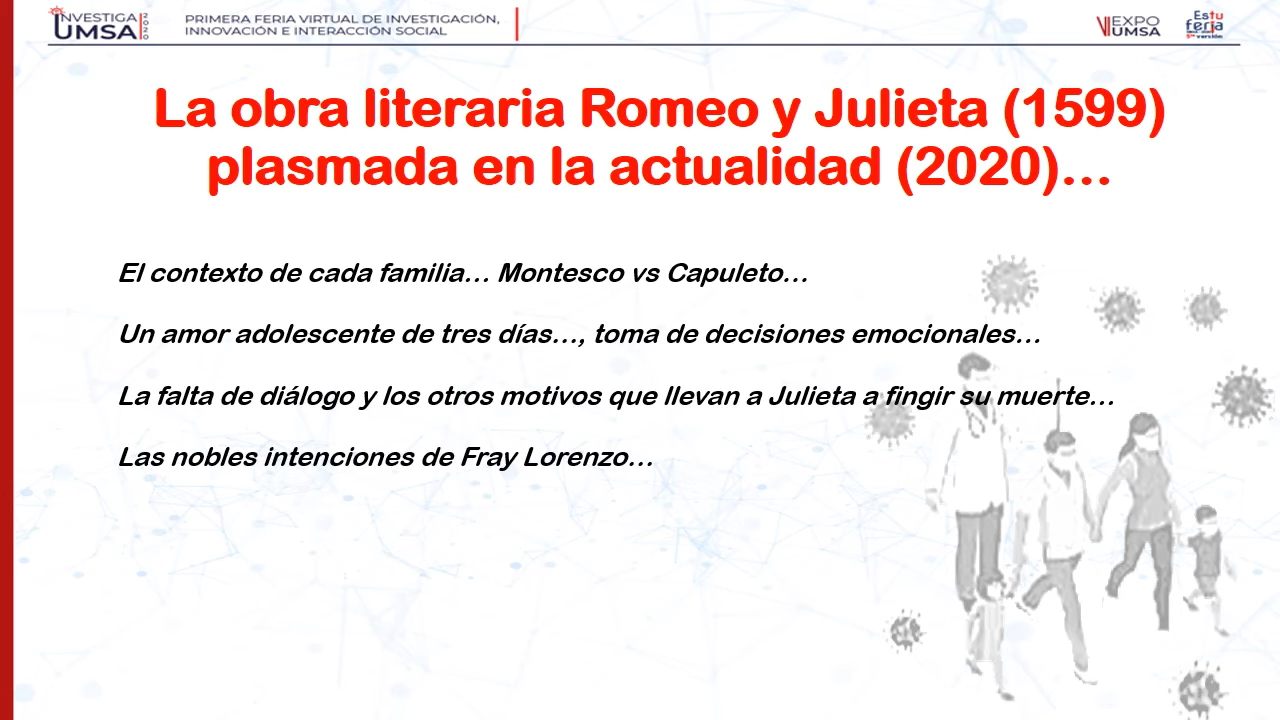 INVESTIGA
UMSA
2020
PRIMERA FERIA VIRTUAL DE INVESTIGACIÓN,
INNOVACIÓN E INTERACCIÓN SOCIAL
VII EXPO
UMSA
Estu
feria
5ta versión
La obra literaria Romeo y Julieta (1599)
plasmada en la actualidad (2020)...
El contexto de cada familia... Montesco vs Capuleto...
Un amor adolescente de tres días..., toma de decisiones emocionales...
La falta de diálogo y los otros motivos que llevan a Julieta a fingir su muerte...
Las nobles intenciones de Fray Lorenzo...